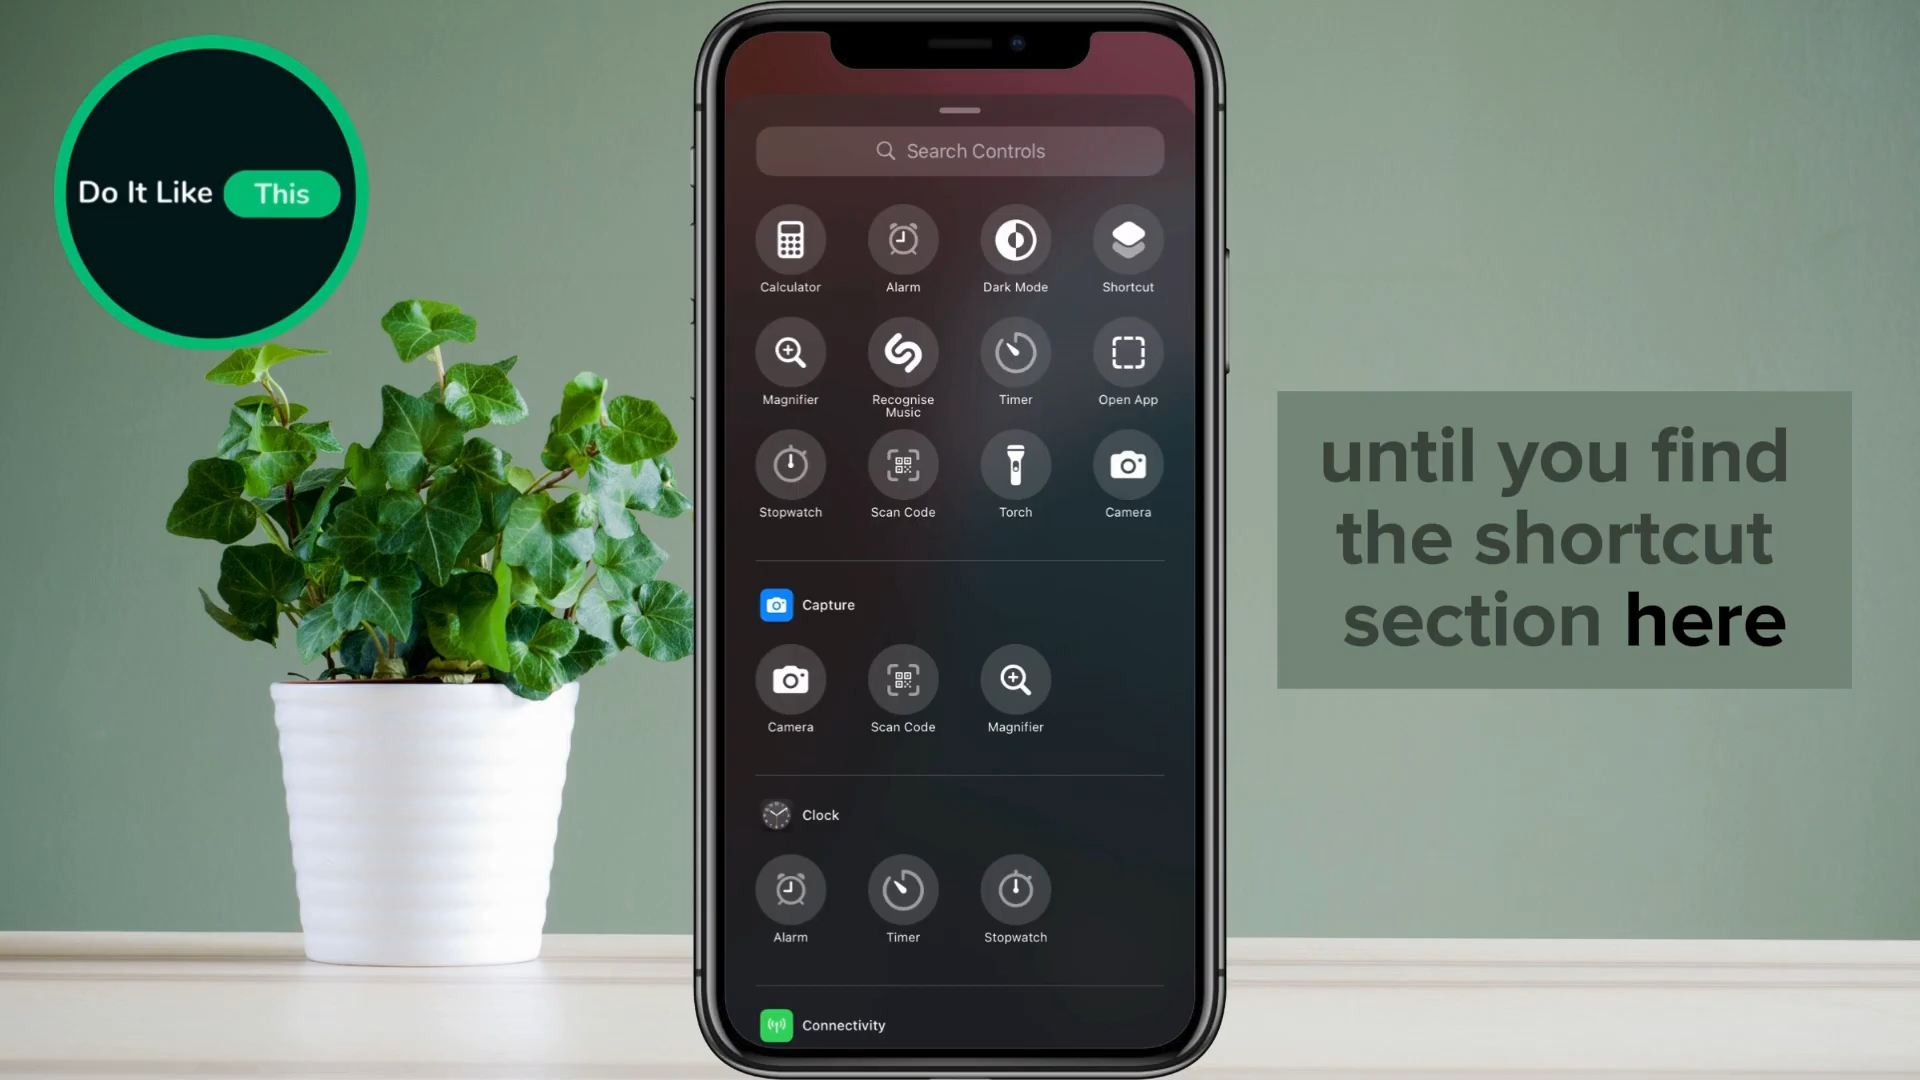 Do It Like This
Search Controls
Calculator
Alarm
Dark Mode
Shortcut
Magnifier
Recognise
Music
Timer
Open App
Stopwatch
Scan Code
Torch
Camera
Capture
Camera
Scan Code
Magnifier
Clock
Alarm
Timer
Stopwatch
Connectivity
until you find
the shortcut
section here